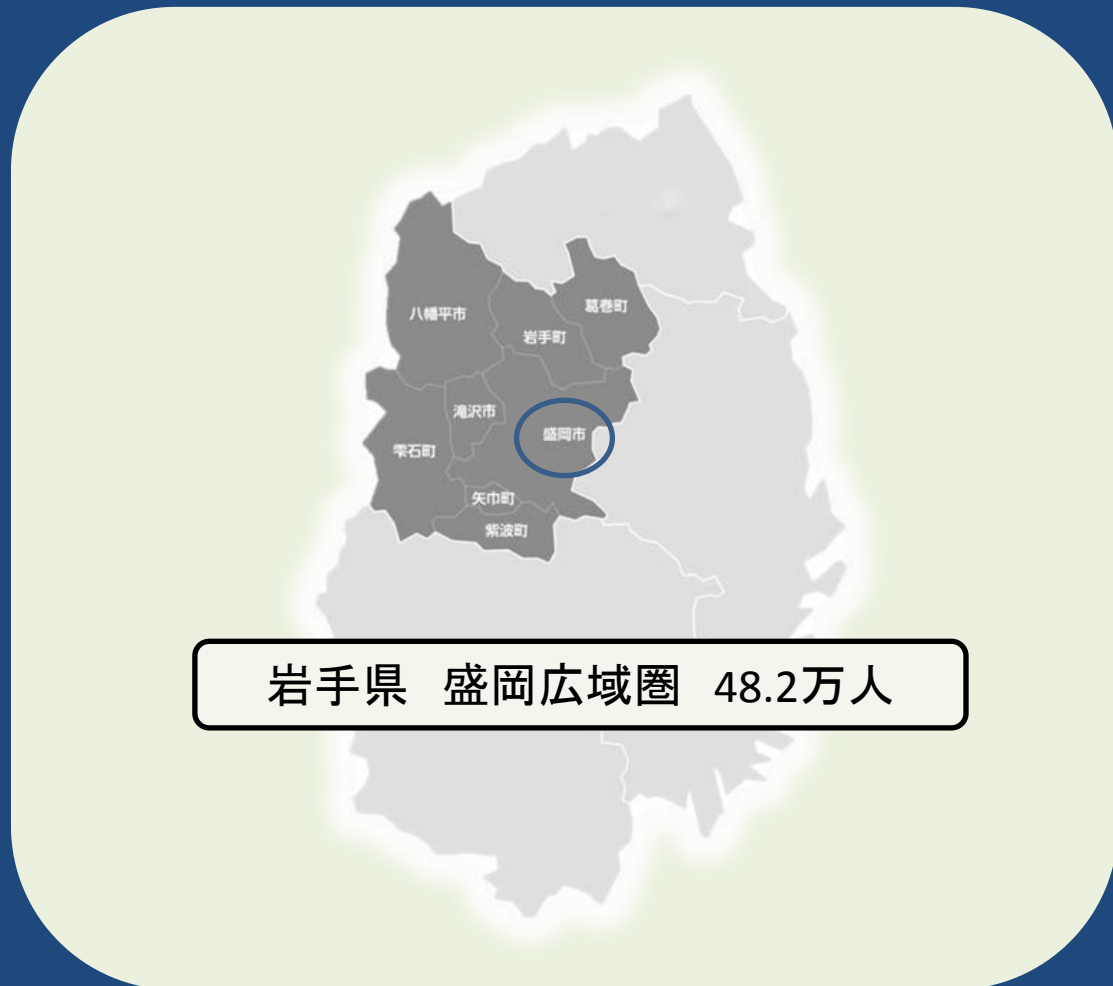 八幡平市
葛巻町
岩手町
滝沢市
盛岡市
雫石町
矢巾町
紫波町
岩手県　盛岡広域圏　48.2万人